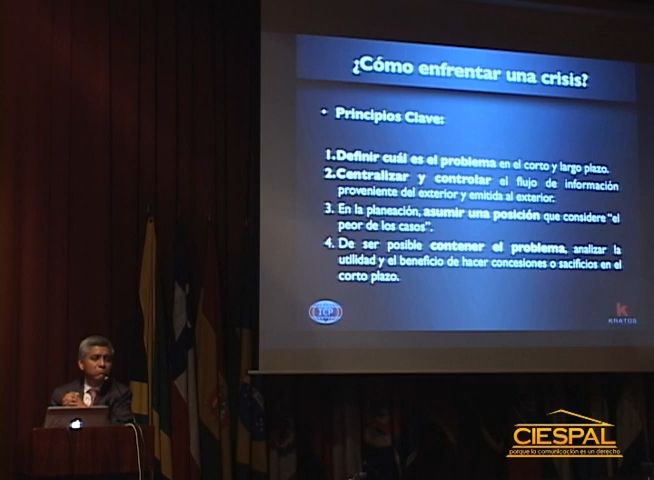 ¿Cómo enfrentar una crisis?
• Principios Clave:
1. Definir cuál es el problema en el corto y largo plazo.
2. Centralizar y controlar el flujo de información
proveniente del exterior y emitida al exterior.
3. En la planeación, asumir una posición que considere "el
peor de los casos".
4. De ser posible contener el problema, analizar la
utilidad y el beneficio de hacer concesiones o sacificios en el
corto plazo.
TCP
KRATOS
CIESPAL
porque la comunicación es un derecho